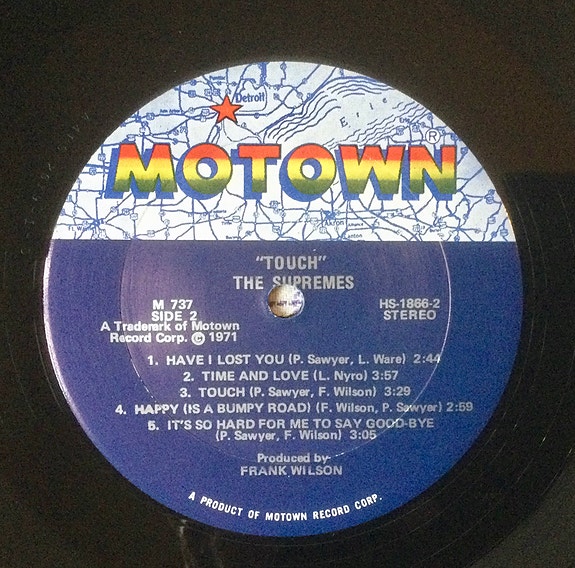 Detroit
Erie
MOTOWN®
Akron
Canton
"TOUCH"
THE SUPREMES
M 737
SIDE 2
A Trademark of Motown
Record Corp. © 1971
HS-1866-2
STEREO
1. HAVE I LOST YOU (P. Sawyer, L. Ware) 2:44
2. TIME AND LOVE (L. Nyro) 3:57
3. TOUCH (P. Sawyer, F. Wilson) 3:29
4. HAPPY (IS A BUMPY ROAD) (F. Wilson, P. Sawyer) 2:59
5. IT'S SO HARD FOR ME TO SAY GOOD-BYE
(P. Sawyer, F. Wilson) 3:05
Produced by
FRANK WILSON
A PRODUCT OF MOTOWN RECORD CORP.